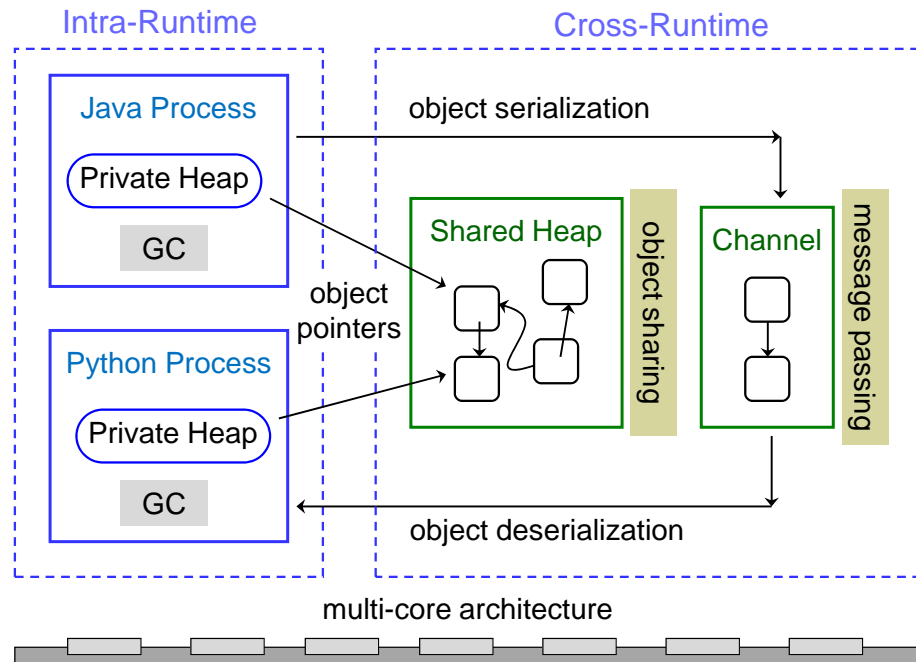 Intra-Runtime
Cross-Runtime
Java Process
Private Heap
GC
object serialization
object
pointers
Python Process
Private Heap
GC
Shared Heap
object sharing
Channel
message passing
object deserialization
multi-core architecture